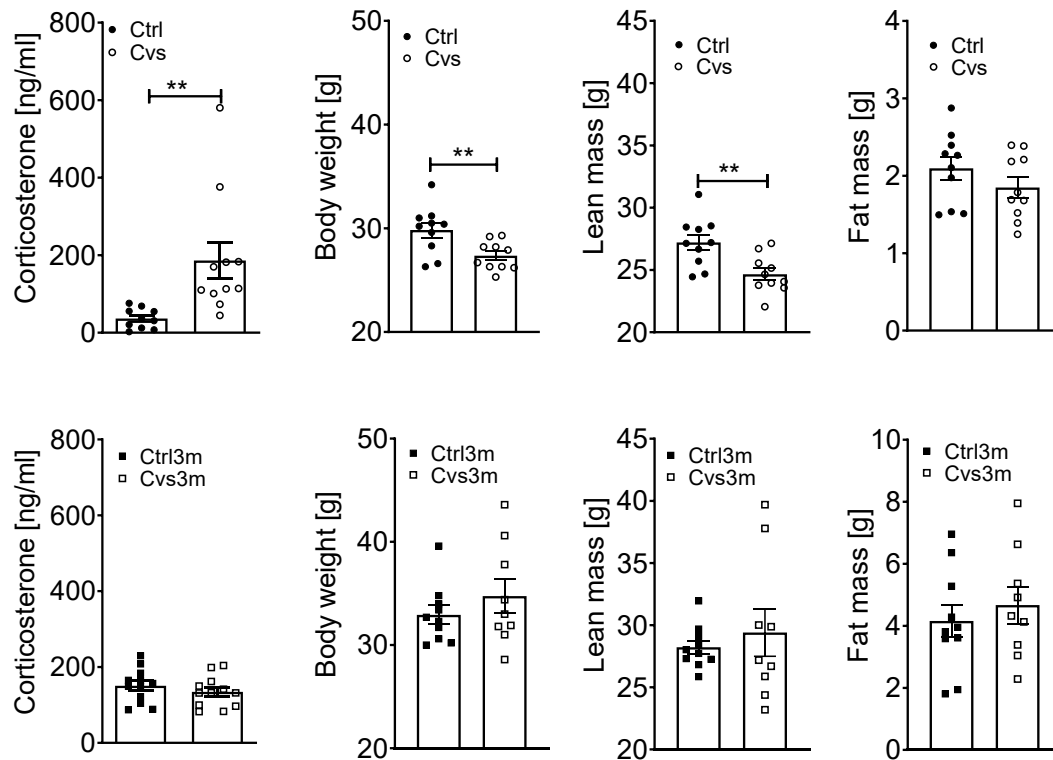 Corticosterone [ng/ml]
800
600
400
200
0
Ctrl
Cvs
**
Body weight [g]
50
40
30
20
Ctrl
Cvs
**
Lean mass [g]
45
40
35
30
25
20
Ctrl
Cvs
**
Fat mass [g]
4
3
2
1
0
Ctrl
Cvs
Corticosterone [ng/ml]
800
600
400
200
0
Ctrl3m
Cvs3m
Body weight [g]
50
40
30
20
Ctrl3m
Cvs3m
Lean mass [g]
45
40
35
30
25
20
Ctrl3m
Cvs3m
Fat mass [g]
10
8
6
4
2
0
Ctrl3m
Cvs3m